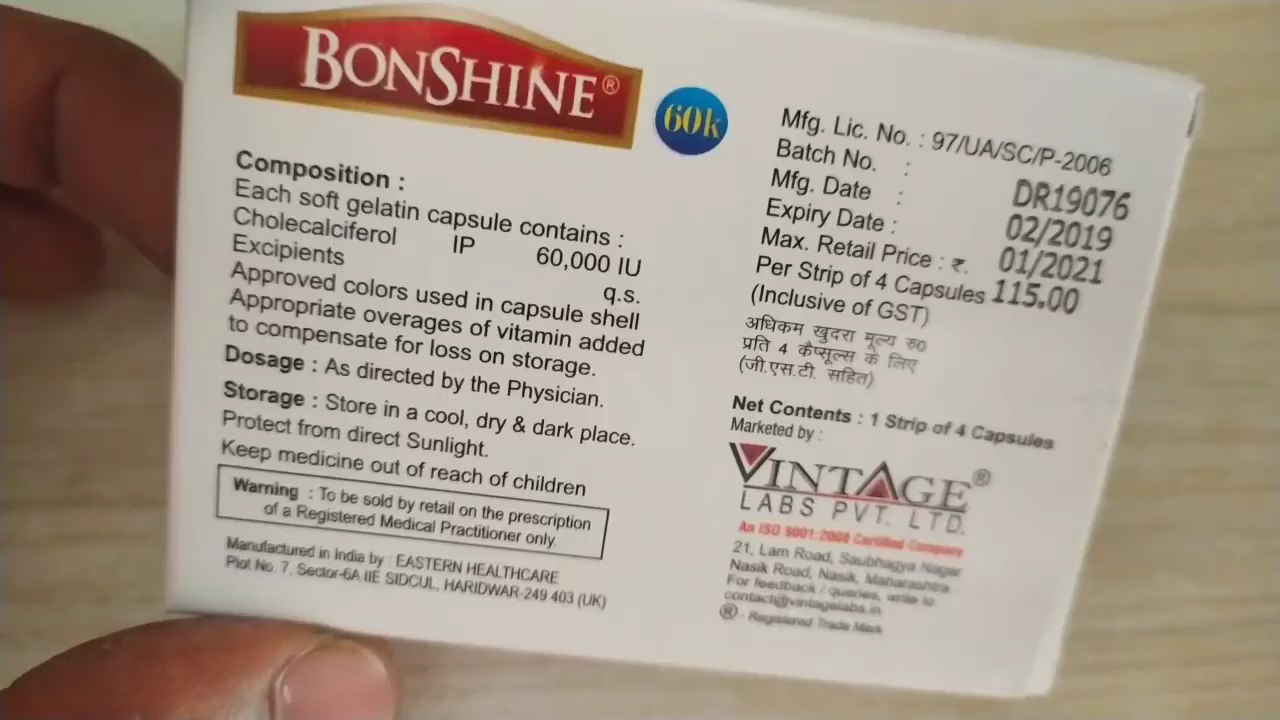 BONSHINE®
60k
Composition :
Each soft gelatin capsule contains :
Cholecalciferol IP 60,000 IU
Excipients q.s.
Approved colors used in capsule shell
Appropriate overages of vitamin added
to compensate for loss on storage.
Dosage : As directed by the Physician.
Storage : Store in a cool, dry & dark place.
Protect from direct Sunlight.
Keep medicine out of reach of children
Warning : To be sold by retail on the prescription
of a Registered Medical Practitioner only.
Manufactured in India by : EASTERN HEALTHCARE
Plot No. 7, Sector-6A IIE SIDCUL, HARIDWAR-249 403 (UK)
Mfg. Lic. No. : 97/UA/SC/P-2006
Batch No. : DR19076
Mfg. Date : 02/2019
Expiry Date : 01/2021
Max. Retail Price : ₹. 115.00
Per Strip of 4 Capsules
(Inclusive of GST)
अधिकम खुदरा मूल्य रु०
प्रति 4 कैप्सूल्स के लिए
(जी.एस.टी. सहित)
Net Contents : 1 Strip of 4 Capsules
Marketed by :
VINTAGE®
LABS PVT. LTD.
An ISO 9001:2008 Certified Company
21, Lam Road, Saubhagya Nagar
Nasik Road, Nasik, Maharashtra
For feedback / queries, write to
contact@vintagelabs.in
® - Registered Trade Mark